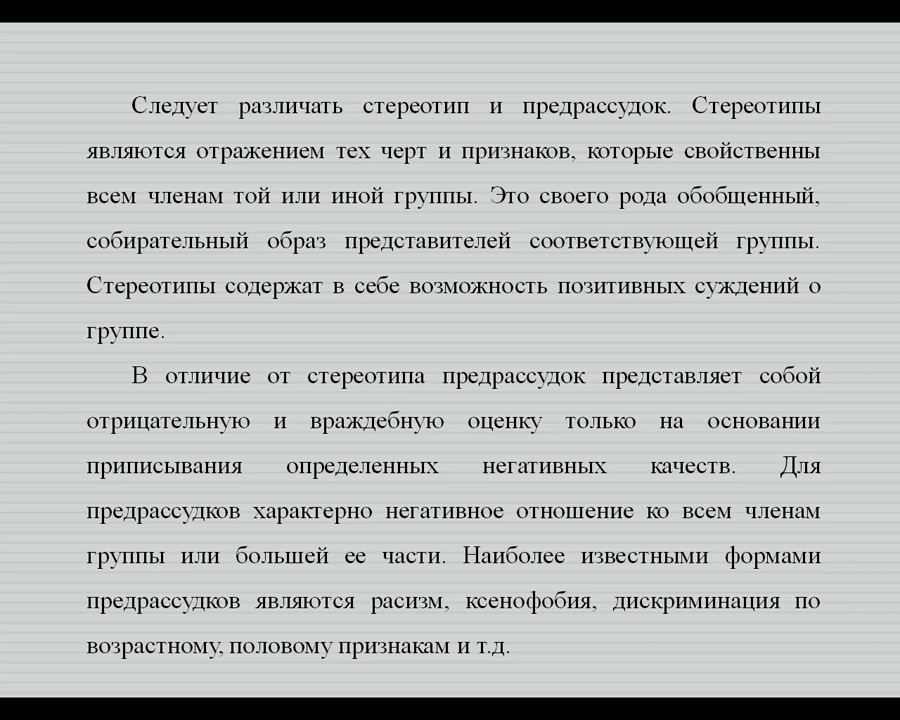 Следует различать стереотип и предрассудок. Стереотипы
являются отражением тех черт и признаков, которые свойственны
всем членам той или иной группы. Это своего рода обобщенный,
собирательный образ представителей соответствующей группы.
Стереотипы содержат в себе возможность позитивных суждений о
группе.
В отличие от стереотипа предрассудок представляет собой
отрицательную и враждебную оценку только на основании
приписывания определенных негативных качеств. Для
предрассудков характерно негативное отношение ко всем членам
группы или большей ее части. Наиболее известными формами
предрассудков являются расизм, ксенофобия, дискриминация по
возрастному, половому признакам и т.д.